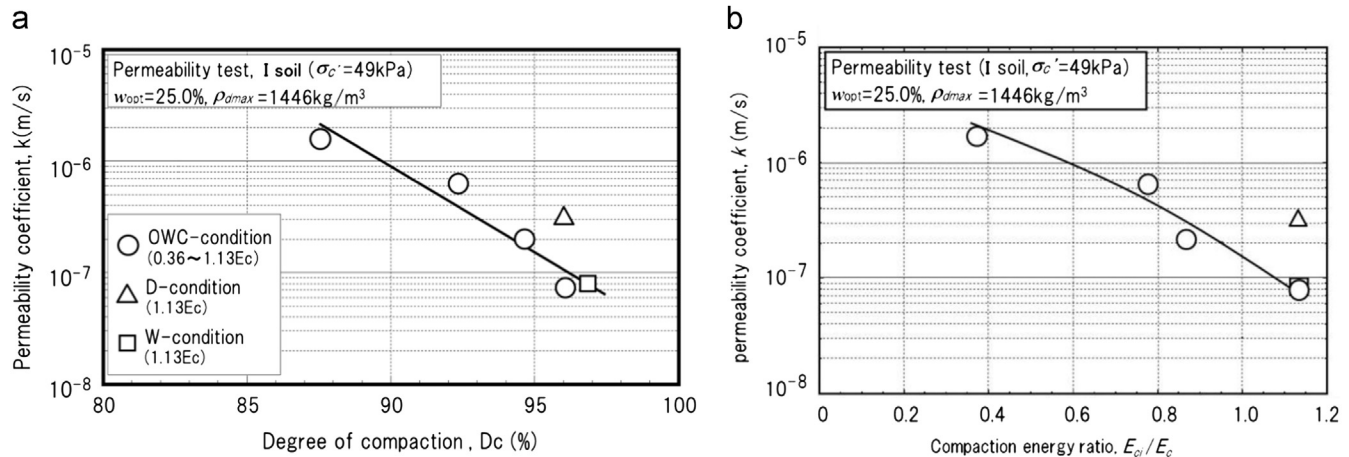 a
10-5
Permeability test, I soil (σc'=49kPa)
wopt=25.0%, ρdmax=1446kg/m3
10-6
10-7
10-8
Permeability coefficient, k(m/s)
OWC-condition
(0.36~1.13Ec)
D-condition
(1.13Ec)
W-condition
(1.13Ec)
80
85
90
95
100
Degree of compaction , Dc (%)
b
10-5
Permeability test (I soil,σc'=49kPa)
wopt=25.0%, ρdmax=1446kg/m3
10-6
10-7
10-8
permeability coefficient, k (m/s)
0
0.2
0.4
0.6
0.8
1.0
1.2
Compaction energy ratio, Eci/Ec